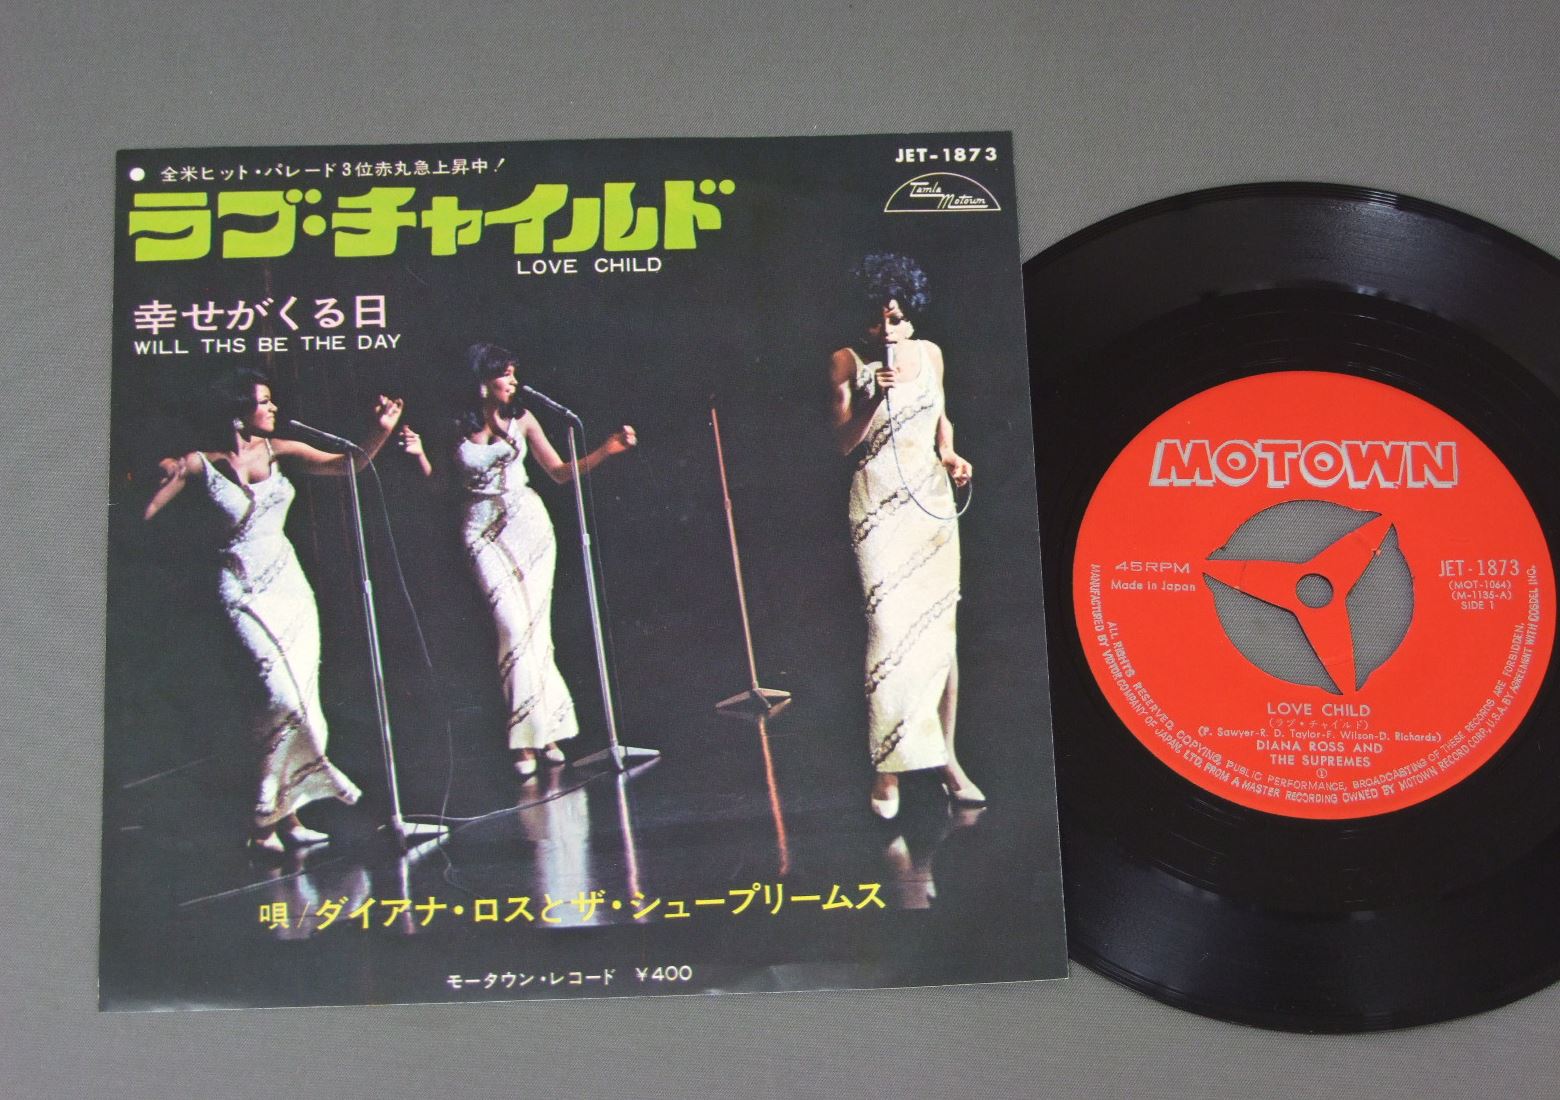 ● 全米ヒット・パレード3位赤丸急上昇中!
JET-1873
Tamla
Motown
ラブ・チャイルド
LOVE CHILD
幸せがくる日
WILL THS BE THE DAY
唄/ダイアナ・ロスとザ・シュープリームス
モータウン・レコード ¥400
MOTOWN
45RPM
Made in Japan
JET-1873
(MOT-1064)
(M-1135-A)
SIDE 1
LOVE CHILD
(ラブ・チャイルド)
(P. Sawyer-R. D. Taylor-F. Wilson-D. Richards)
DIANA ROSS AND
THE SUPREMES
①
ALL RIGHTS RESERVED. COPYING, PUBLIC PERFORMANCE, BROADCASTING OF THESE RECORDS ARE FORBIDDEN.
MANUFACTURED BY VICTOR COMPANY OF JAPAN, LTD. FROM A MASTER RECORDING OWNED BY MOTOWN RECORD CORP., U.S.A. BY AGREEMENT WITH GOSDEL INC.